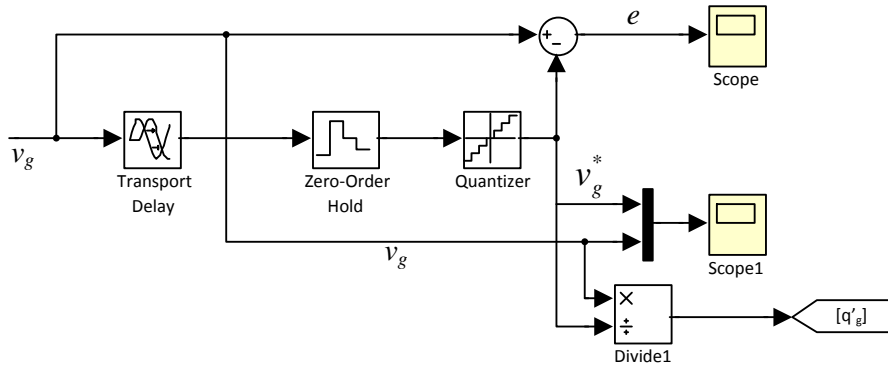 e
Scope
v_g
Transport
Delay
Zero-Order
Hold
Quantizer
v_g^*
v_g
Scope1
[q'_g]
Divide1